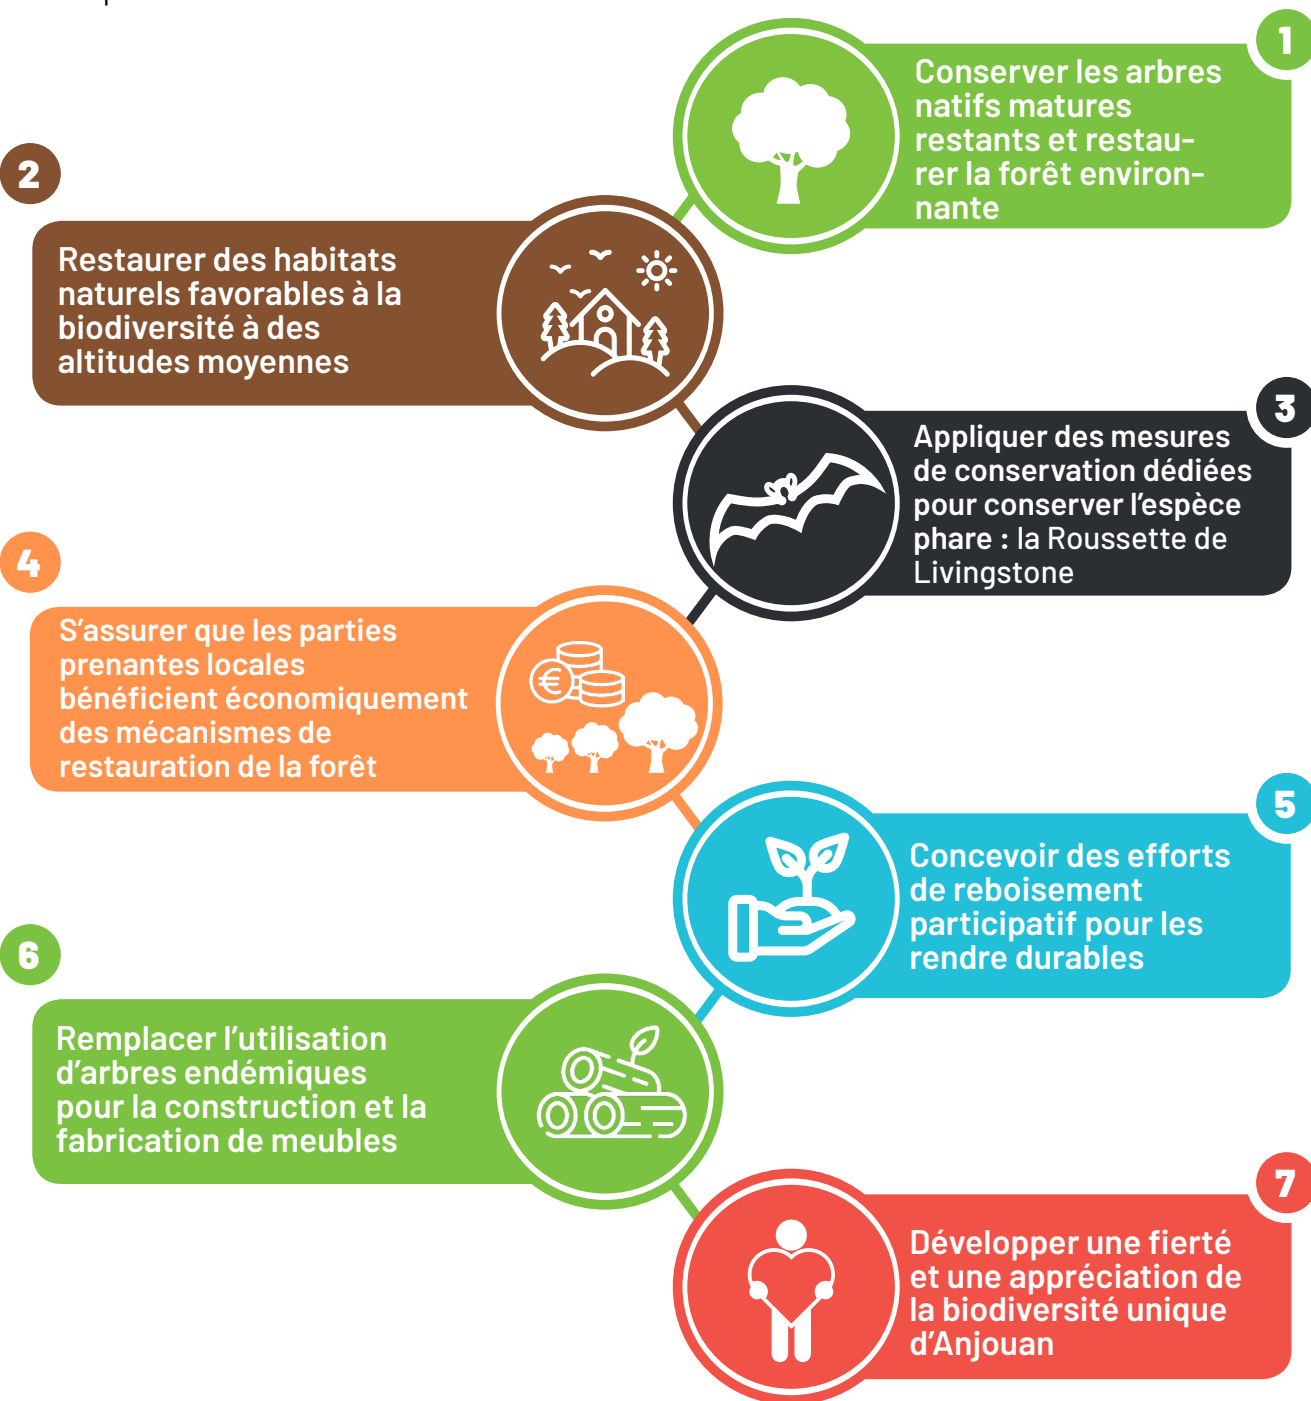 1
Conserver les arbres
natifs matures
restants et restau-
rer la forêt environ-
nante
2
Restaurer des habitats
naturels favorables à la
biodiversité à des
altitudes moyennes
3
Appliquer des mesures
de conservation dédiées
pour conserver l'espèce
phare : la Roussette de
Livingstone
4
S'assurer que les parties
prenantes locales
bénéficient économiquement
des mécanismes de
restauration de la forêt
€
5
Concevoir des efforts
de reboisement
participatif pour les
rendre durables
6
Remplacer l'utilisation
d'arbres endémiques
pour la construction et la
fabrication de meubles
7
Développer une fierté
et une appréciation de
la biodiversité unique
d'Anjouan